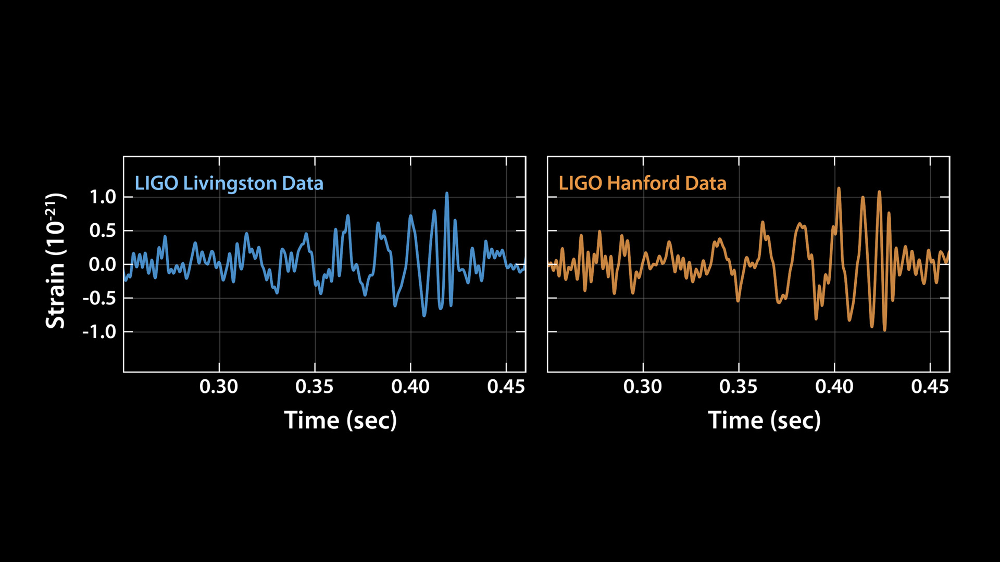 LIGO Livingston Data
LIGO Hanford Data
Strain (10⁻²¹)
1.0
0.5
0.0
-0.5
-1.0
0.30 0.35 0.40 0.45
0.30 0.35 0.40 0.45
Time (sec)
Time (sec)